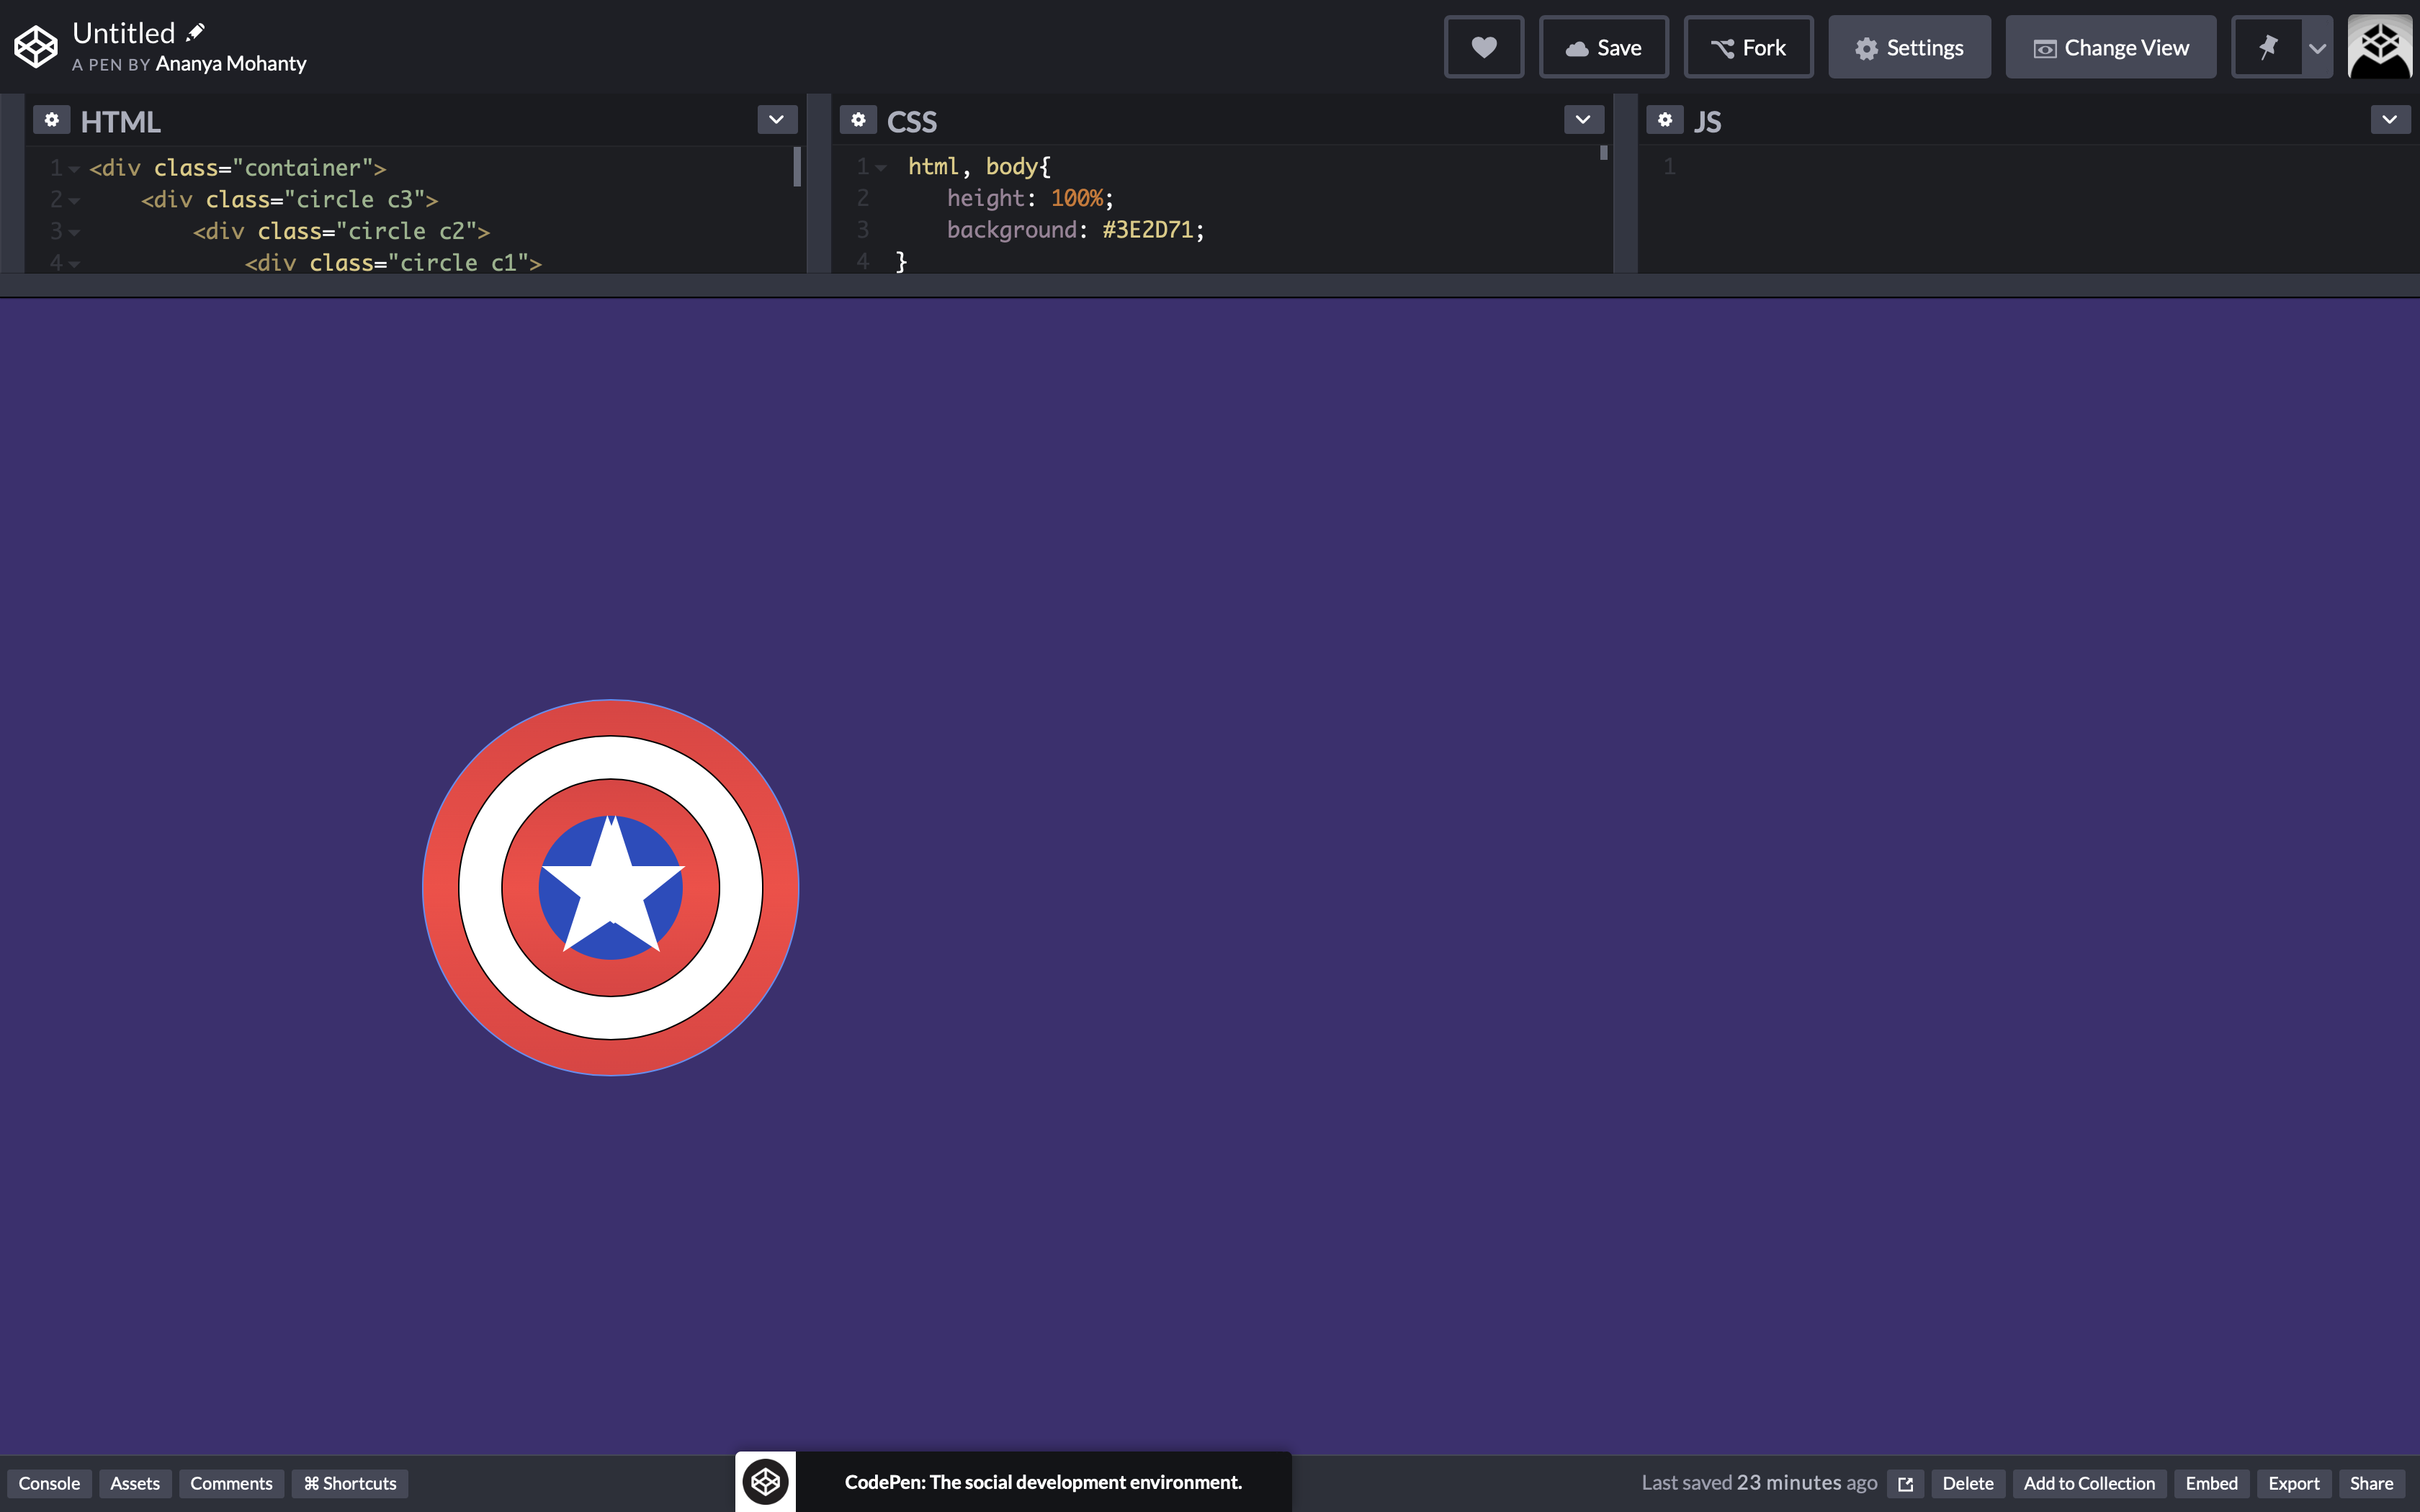 Untitled
A PEN BY Ananya Mohanty
Save
Fork
Settings
Change View
HTML
1 <div class="container">
2 <div class="circle c3">
3 <div class="circle c2">
4 <div class="circle c1">
CSS
1 html, body{
2 height: 100%;
3 background: #3E2D71;
4 }
JS
1
Console
Assets
Comments
⌘ Shortcuts
CodePen: The social development environment.
Last saved 23 minutes ago
Delete
Add to Collection
Embed
Export
Share